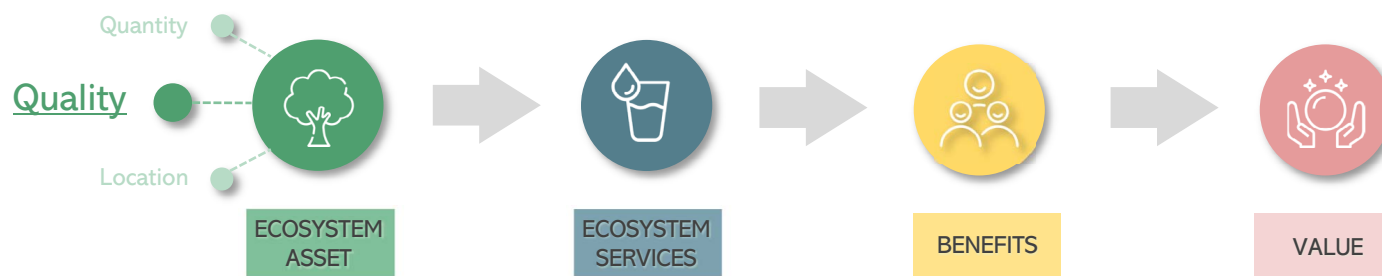 Quantity
Quality
Location
ECOSYSTEM
ASSET
ECOSYSTEM
SERVICES
BENEFITS
VALUE